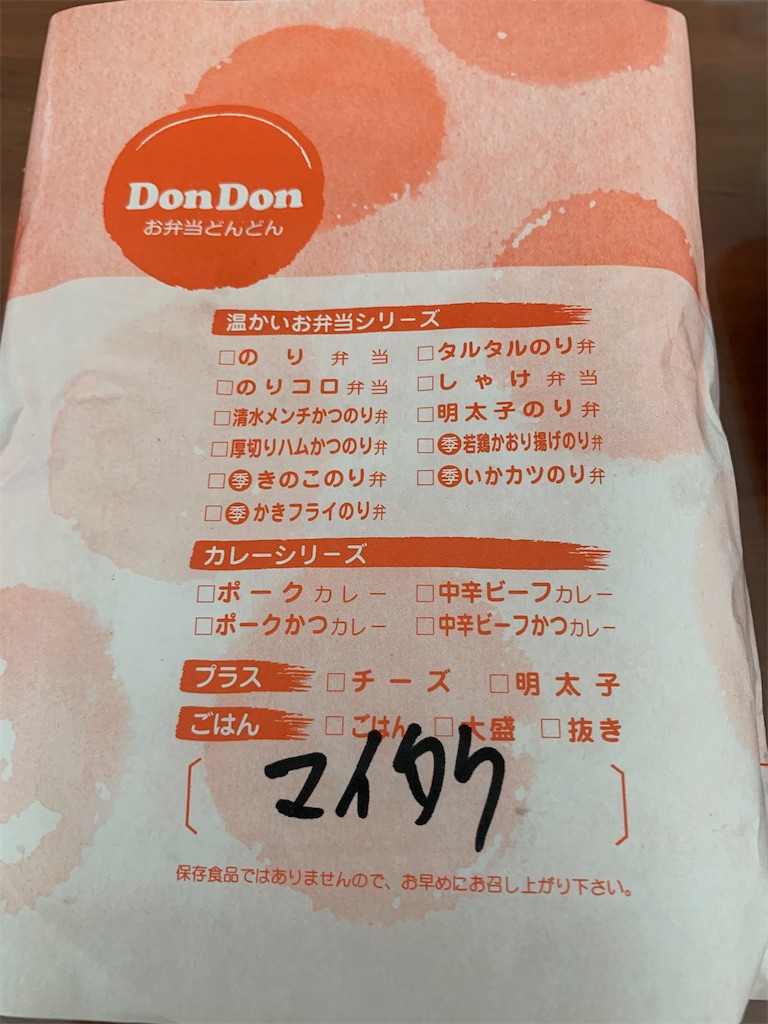 DonDon
お弁当どんどん
温かいお弁当シリーズ
□のり弁当 □タルタルのり弁
□のりコロ弁当 □しゃけ弁当
□清水メンチかつのり弁 □明太子のり弁
□厚切りハムかつのり弁 □季若鶏かおり揚げのり弁
□季きのこのり弁 □季いかカツのり弁
□季かきフライのり弁
カレーシリーズ
□ポークカレー □中辛ビーフカレー
□ポークかつカレー □中辛ビーフかつカレー
プラス □チーズ □明太子
ごはん □ごはん □大盛 □抜き
マイタケ
保存食品ではありませんので、お早めにお召し上がり下さい。